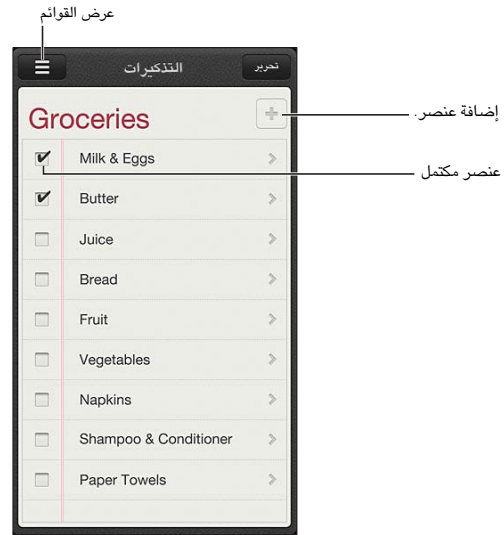 عرض القوائم
التذكيرات
تحرير
Groceries
إضافة عنصر.
Milk & Eggs
عنصر مكتمل
Butter
Juice
Bread
Fruit
Vegetables
Napkins
Shampoo & Conditioner
Paper Towels